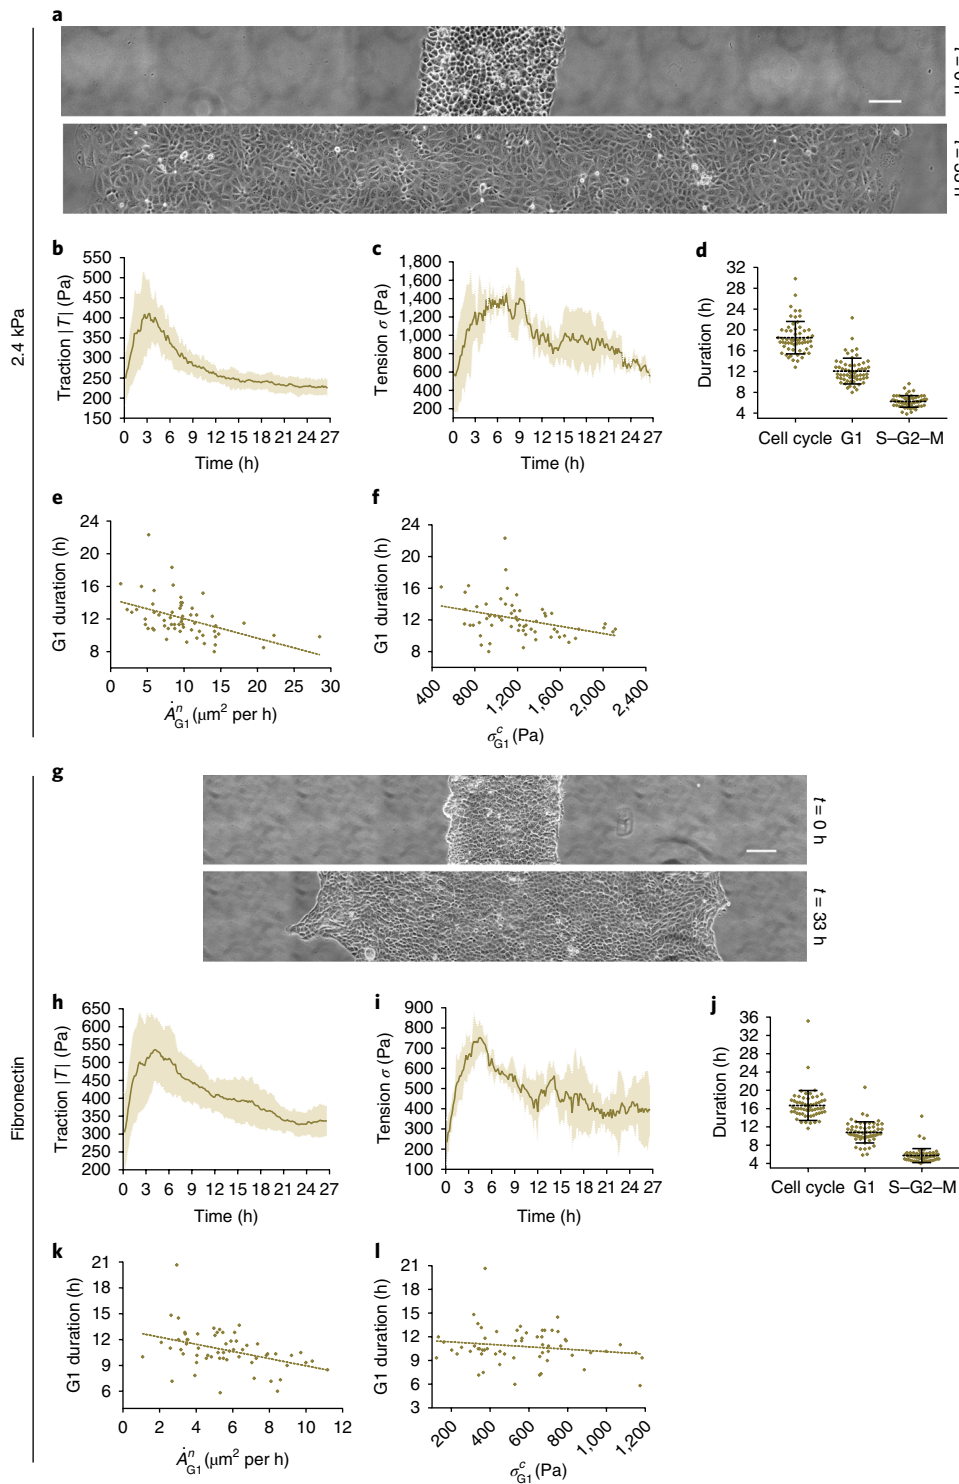 a
2.4 kPa
b
Traction |T| (Pa)
550
500
450
400
350
300
250
200
150
0 3 6 9 12 15 18 21 24 27
Time (h)
c
Tension σ (Pa)
1,800
1,600
1,400
1,200
1,000
800
600
400
200
0 3 6 9 12 15 18 21 24 27
Time (h)
d
Duration (h)
32
28
24
20
16
12
8
4
Cell cycle G1 S–G2–M
e
G1 duration (h)
24
20
16
12
8
0 5 10 15 20 25 30
Ȧⁿ_G1 (μm² per h)
f
G1 duration (h)
24
20
16
12
8
400 800 1,200 1,600 2,000 2,400
σᶜ_G1 (Pa)
Fibronectin
g
t = 0 h
t = 33 h
h
Traction |T| (Pa)
650
600
550
500
450
400
350
300
250
200
0 3 6 9 12 15 18 21 24 27
Time (h)
i
Tension σ (Pa)
900
800
700
600
500
400
300
200
100
0 3 6 9 12 15 18 21 24 27
Time (h)
j
Duration (h)
36
32
28
24
20
16
12
8
4
Cell cycle G1 S–G2–M
k
G1 duration (h)
21
18
15
12
9
6
0 2 4 6 8 10 12
Ȧⁿ_G1 (μm² per h)
l
G1 duration (h)
21
18
15
12
9
6
3
200 400 600 800 1,000 1,200
σᶜ_G1 (Pa)